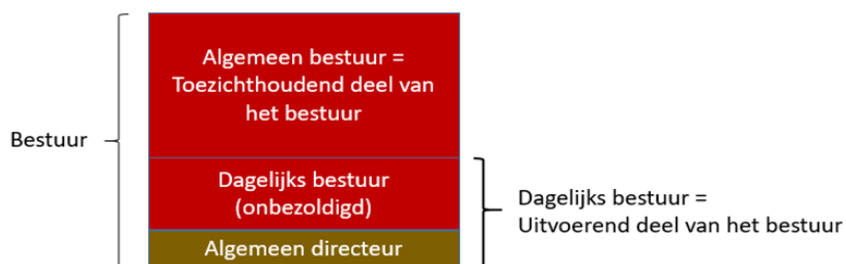 Bestuur
Algemeen bestuur =
Toezichthoudend deel van
het bestuur
Dagelijks bestuur
(onbezoldigd)
Algemeen directeur
Dagelijks bestuur =
Uitvoerend deel van het bestuur